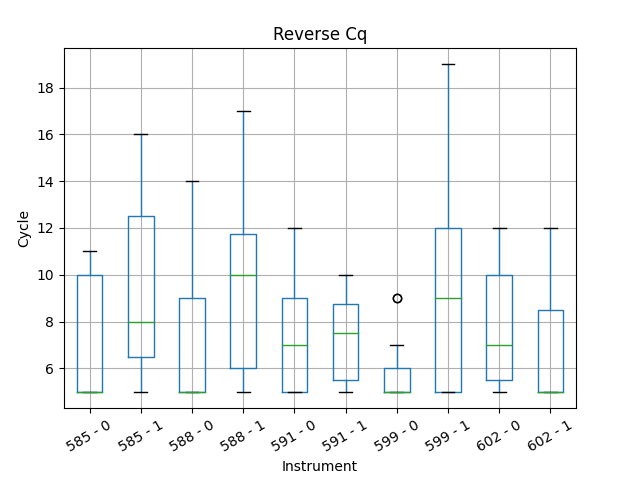 Reverse Cq
18
16
14
12
10
8
6
Cycle
585 - 0
585 - 1
588 - 0
588 - 1
591 - 0
591 - 1
599 - 0
599 - 1
602 - 0
602 - 1
Instrument